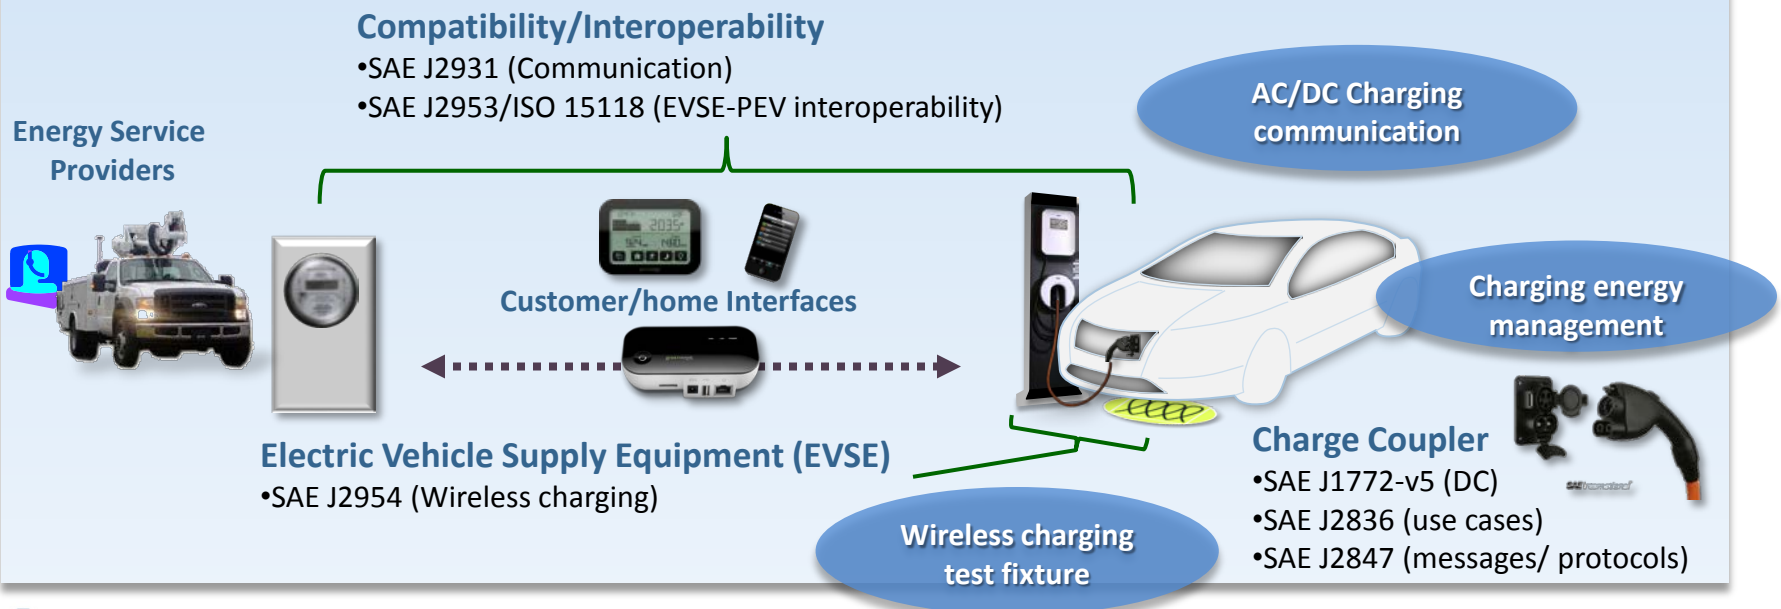 Compatibility/Interoperability
•SAE J2931 (Communication)
•SAE J2953/ISO 15118 (EVSE-PEV interoperability)
AC/DC Charging
communication
Energy Service
Providers
Customer/home Interfaces
Charging energy
management
Electric Vehicle Supply Equipment (EVSE)
•SAE J2954 (Wireless charging)
Charge Coupler
•SAE J1772-v5 (DC)
•SAE J2836 (use cases)
•SAE J2847 (messages/ protocols)
Wireless charging
test fixture